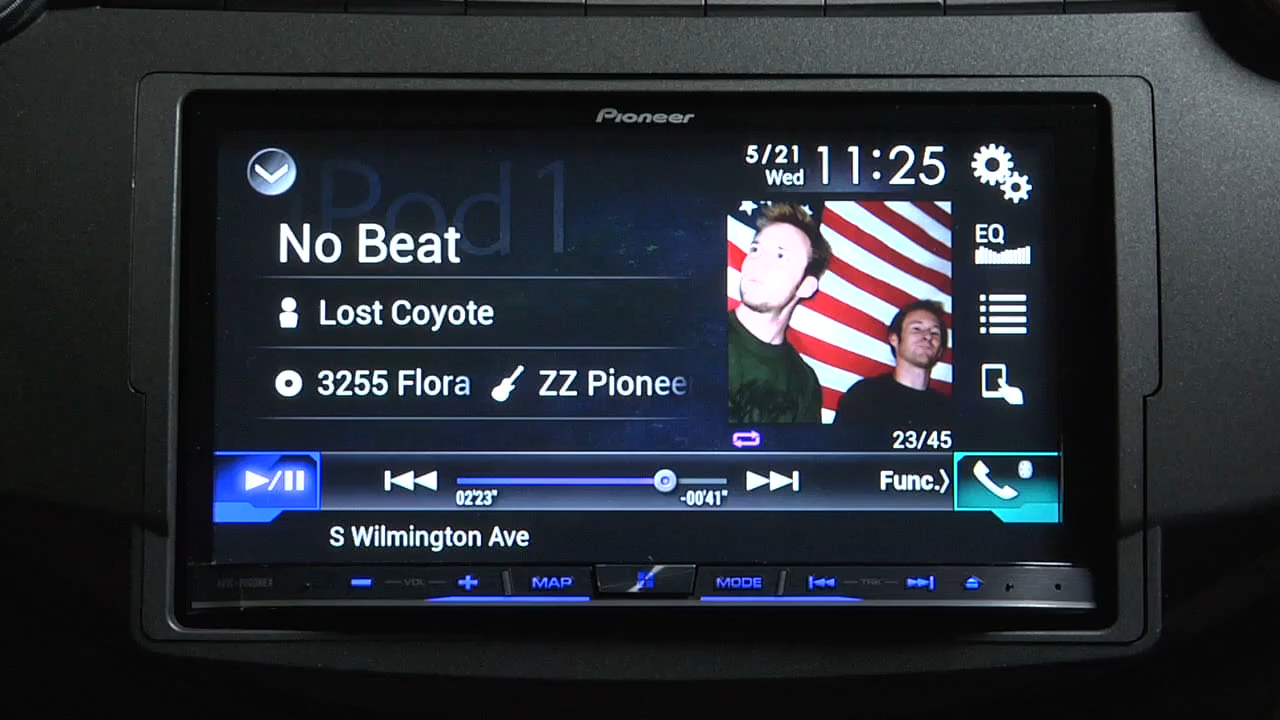 Pioneer
iPod1
5/21
Wed
11:25
No Beat
EQ
Lost Coyote
3255 Flora
ZZ Pionee
23/45
02'23"
-00'41"
Func.
S Wilmington Ave
VOL
MAP
MODE
TRK